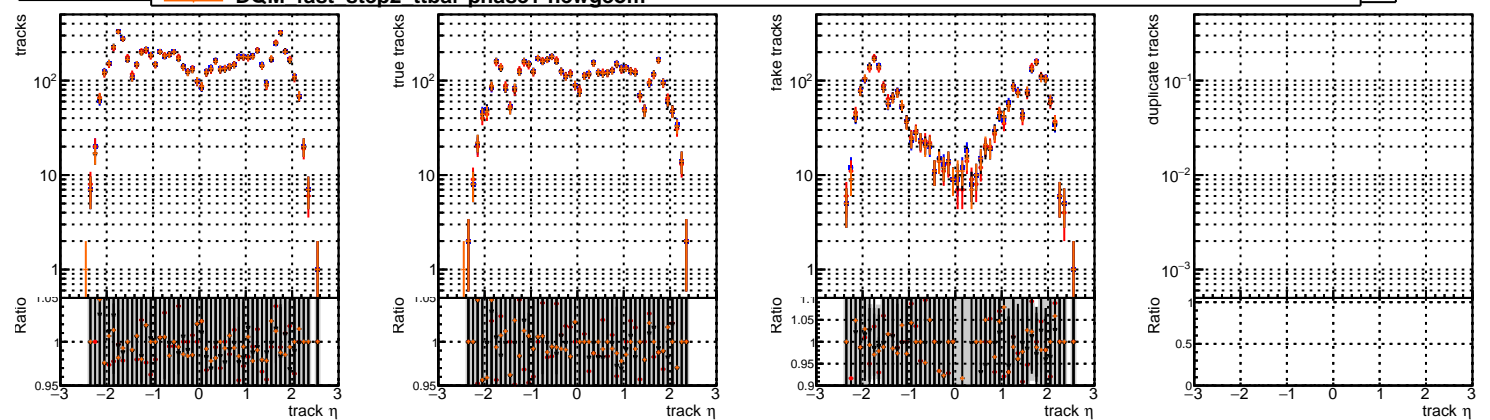 DQM fast step2 ttbar phase1 newgeom
tracks
10²
10
1
Ratio
1.05
1
0.95
−3 −2 −1 0 1 2 3
track η
true tracks
10²
10
1
Ratio
1.05
1
0.95
−3 −2 −1 0 1 2 3
track η
fake tracks
10²
10
1
Ratio
1.1
1.05
1
0.95
0.9
−3 −2 −1 0 1 2 3
track η
duplicate tracks
10⁻¹
10⁻²
10⁻³
Ratio
1
0.5
0
−3 −2 −1 0 1 2 3
track η